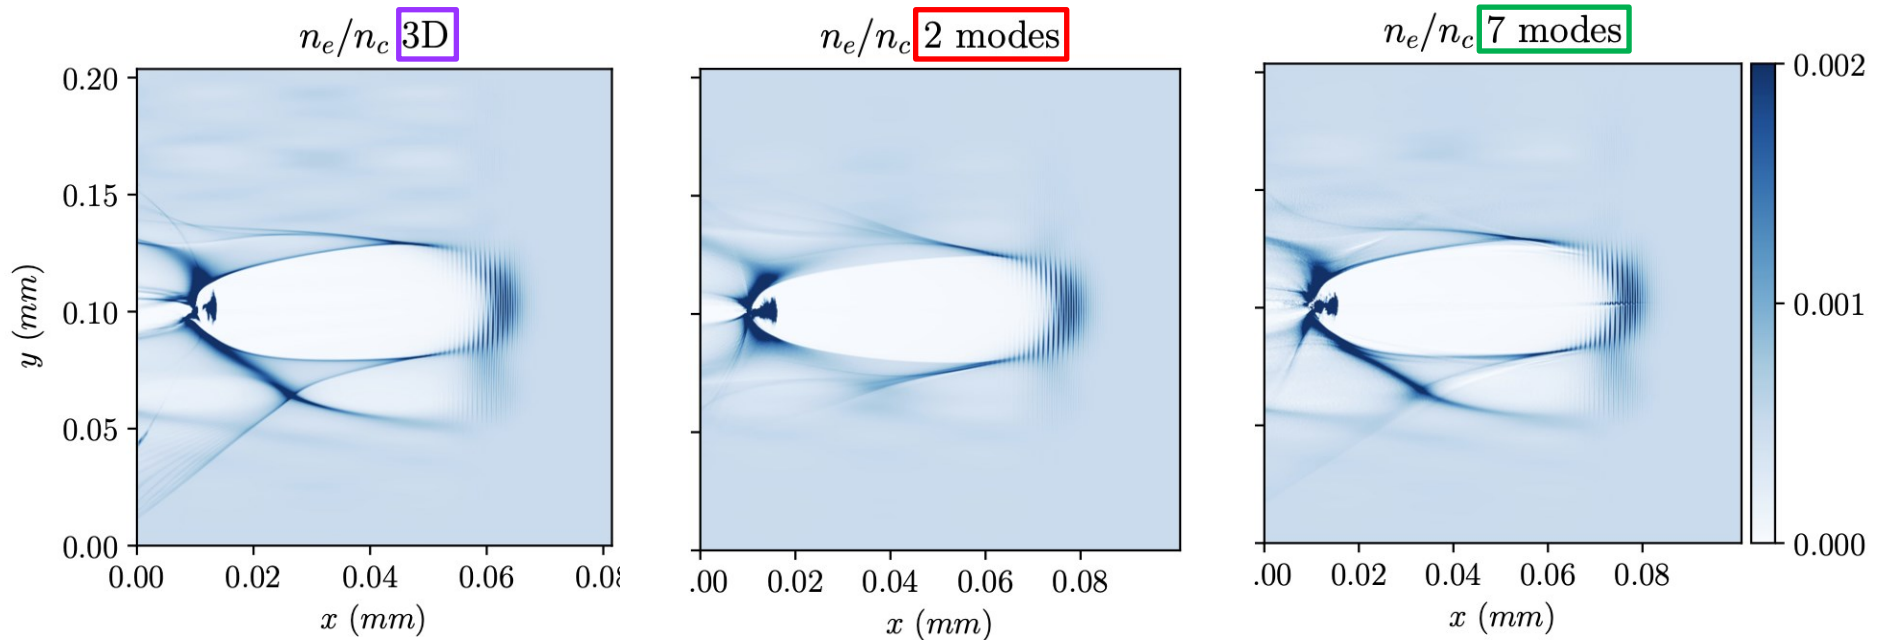 n_e/n_c 3D
n_e/n_c 2 modes
n_e/n_c 7 modes
0.20
0.15
0.10
0.05
0.00
y (mm)
0.00 0.02 0.04 0.06 0.08
x (mm)
.00 0.02 0.04 0.06 0.08
x (mm)
.00 0.02 0.04 0.06 0.08
x (mm)
0.002
0.001
0.000